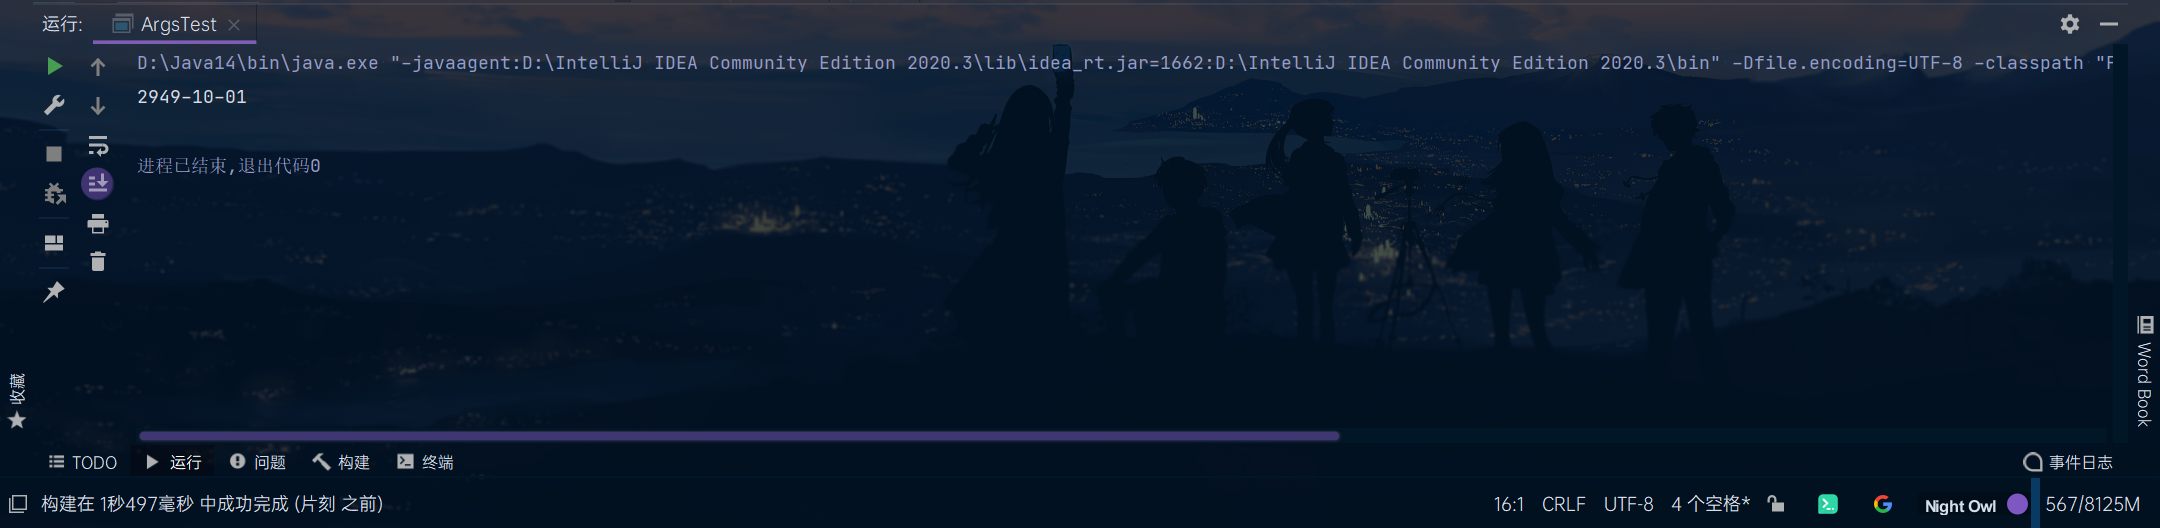 运行: ArgsTest
D:\Java14\bin\java.exe "-javaagent:D:\IntelliJ IDEA Community Edition 2020.3\lib\idea_rt.jar=1662:D:\IntelliJ IDEA Community Edition 2020.3\bin" -Dfile.encoding=UTF-8 -classpath "F
2949-10-01
进程已结束,退出代码0
收藏
Word Book
TODO 运行 问题 构建 终端 事件日志
构建在 1秒497毫秒 中成功完成 (片刻 之前) 16:1 CRLF UTF-8 4 个空格* Night Owl 567/8125M